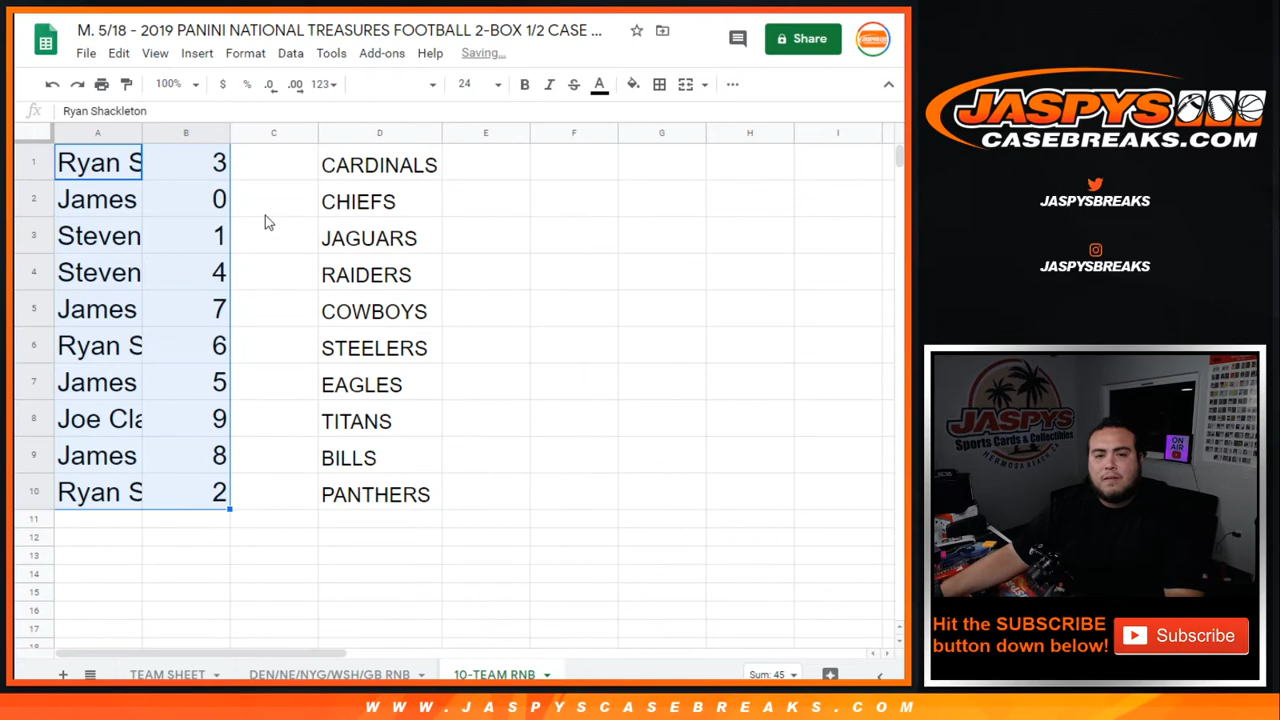 M. 5/18 - 2019 PANINI NATIONAL TREASURES FOOTBALL 2-BOX 1/2 CASE ...
File Edit View Insert Format Data Tools Add-ons Help Saving...
Share
100% $ % .0 .00 123 24 B I S A ...
fx Ryan Shackleton
A B C D E F G H I
1 Ryan S 3 CARDINALS
2 James 0 CHIEFS
3 Steven 1 JAGUARS
4 Steven 4 RAIDERS
5 James 7 COWBOYS
6 Ryan S 6 STEELERS
7 James 5 EAGLES
8 Joe Cla 9 TITANS
9 James 8 BILLS
10 Ryan S 2 PANTHERS
11
12
13
14
15
16
17
18
TEAM SHEET DEN/NE/NYG/WSH/GB RNB 10-TEAM RNB Sum: 45
JASPYS
CASEBREAKS.COM
JASPYSBREAKS
JASPYSBREAKS
JASPYS
Sports Cards & Collectibles
HERMOSA BEACH, CA
ON
AIR
Hit the SUBSCRIBE
button down below!
Subscribe
WWW.JASPYSCASEBREAKS.COM